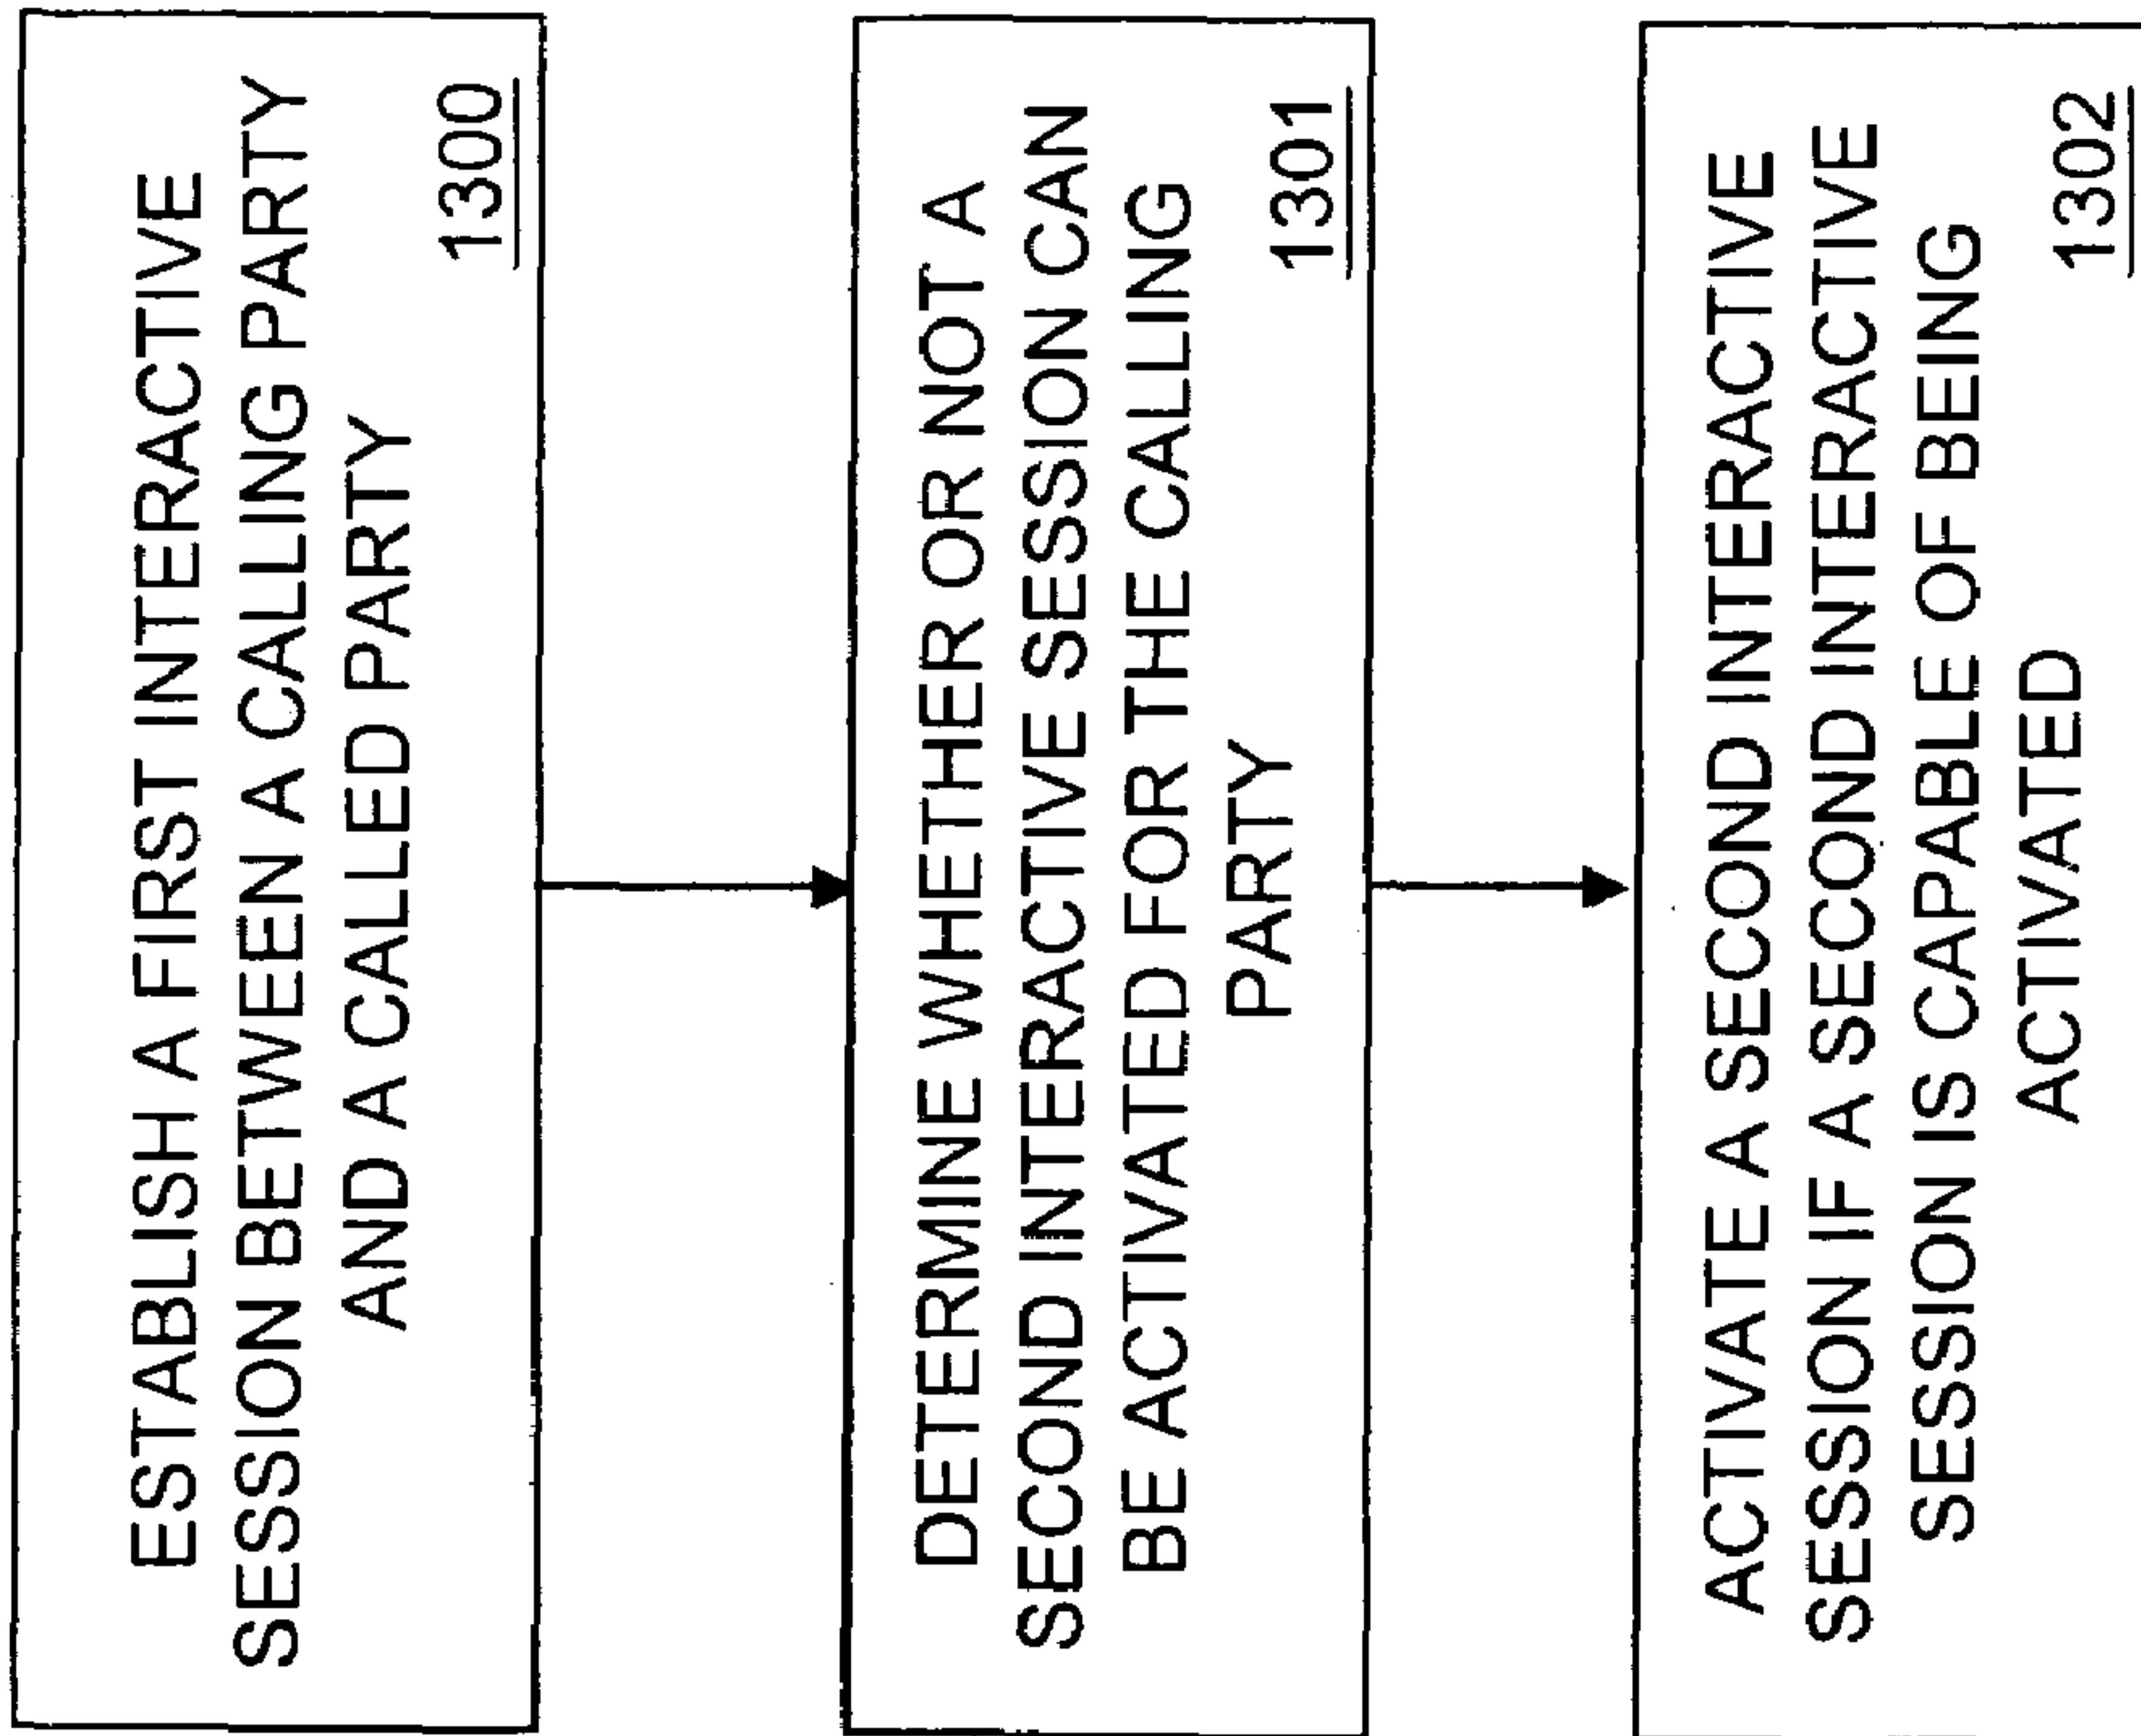 ESTABLISH A FIRST INTERACTIVE
SESSION BETWEEN A CALLING PARTY
AND A CALLED PARTY
1300
DETERMINE WHETHER OR NOT A
SECOND INTERACTIVE SESSION CAN
BE ACTIVATED FOR THE CALLING
PARTY
1301
ACTIVATE A SECOND INTERACTIVE
SESSION IF A SECOND INTERACTIVE
SESSION IS CAPABLE OF BEING
ACTIVATED
1302